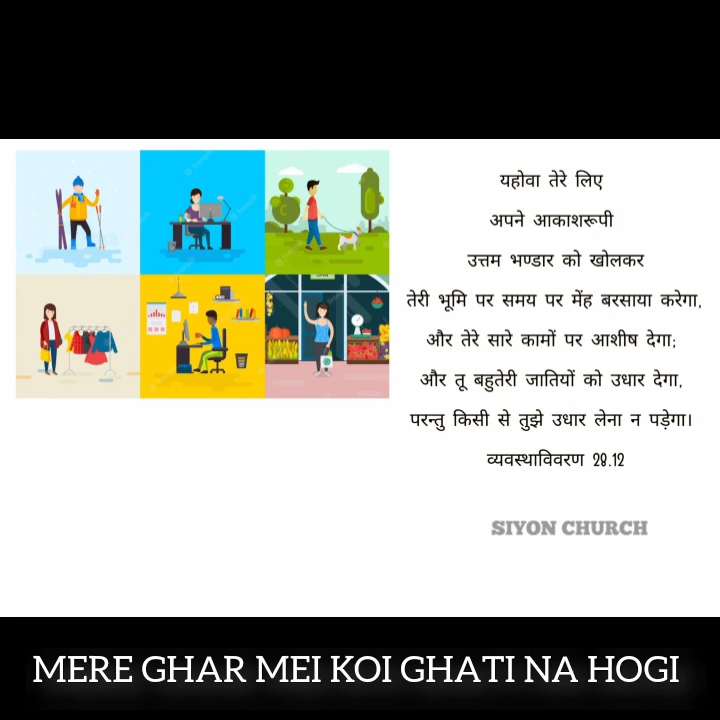 यहोवा तेरे लिए
अपने आकाशरूपी
उत्तम भण्डार को खोलकर
तेरी भूमि पर समय पर मेंह बरसाया करेगा,
और तेरे सारे कामों पर आशीष देगा;
और तू बहुतेरी जातियों को उधार देगा,
परन्तु किसी से तुझे उधार लेना न पड़ेगा।
व्यवस्थाविवरण 28.12
SIYON CHURCH
MERE GHAR MEI KOI GHATI NA HOGI